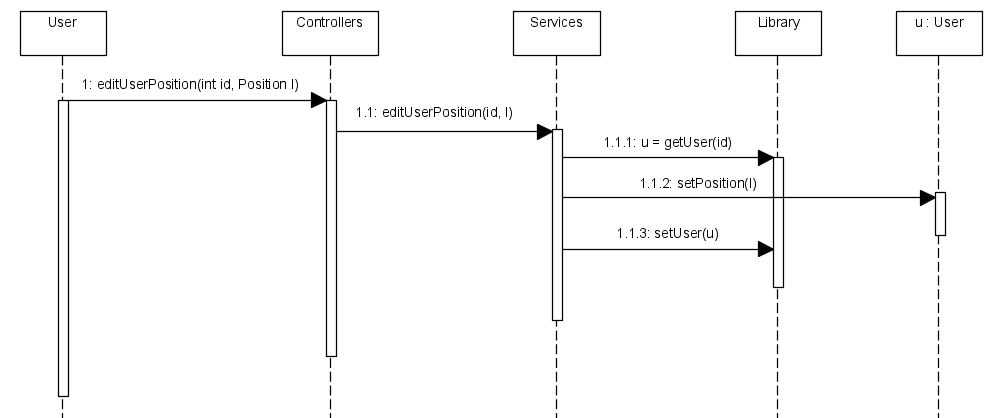 User
Controllers
Services
Library
u : User
1: editUserPosition(int id, Position l)
1.1: editUserPosition(id, l)
1.1.1: u = getUser(id)
1.1.2: setPosition(l)
1.1.3: setUser(u)